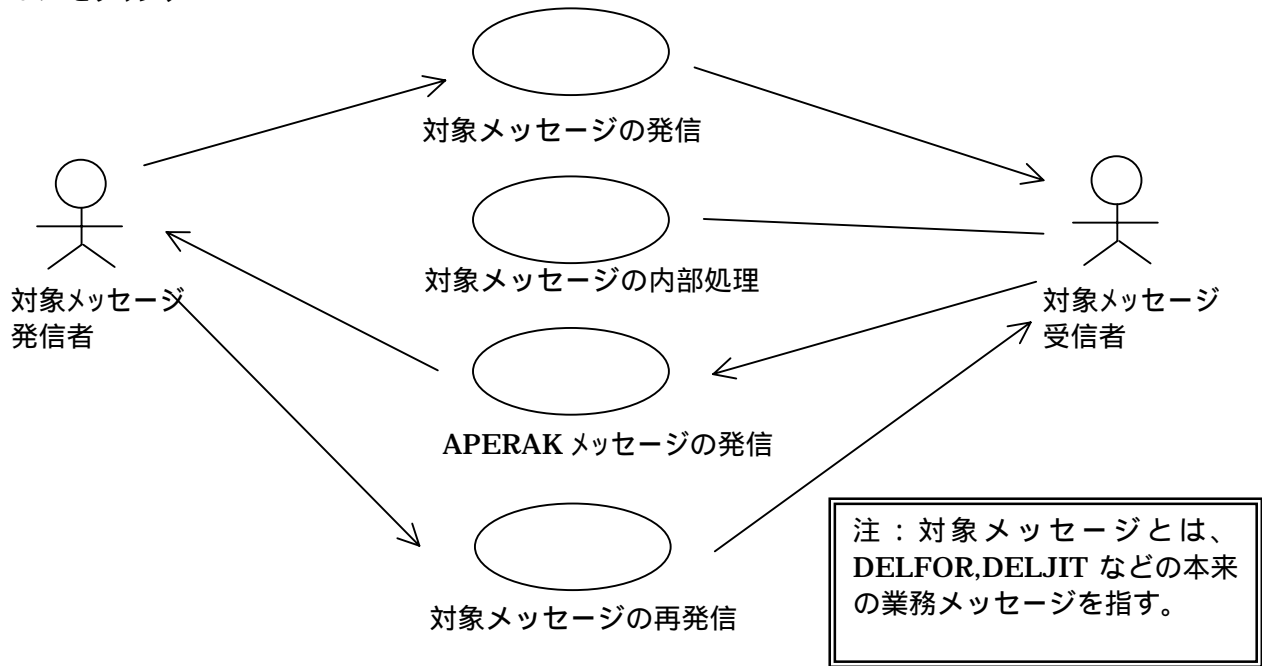 対象メッセージの発信
対象メッセージの内部処理
対象メッセージ
発信者
対象メッセージ
受信者
APERAK メッセージの発信
対象メッセージの再発信
注：対象メッセージとは、
DELFOR,DELJIT などの本来
の業務メッセージを指す。